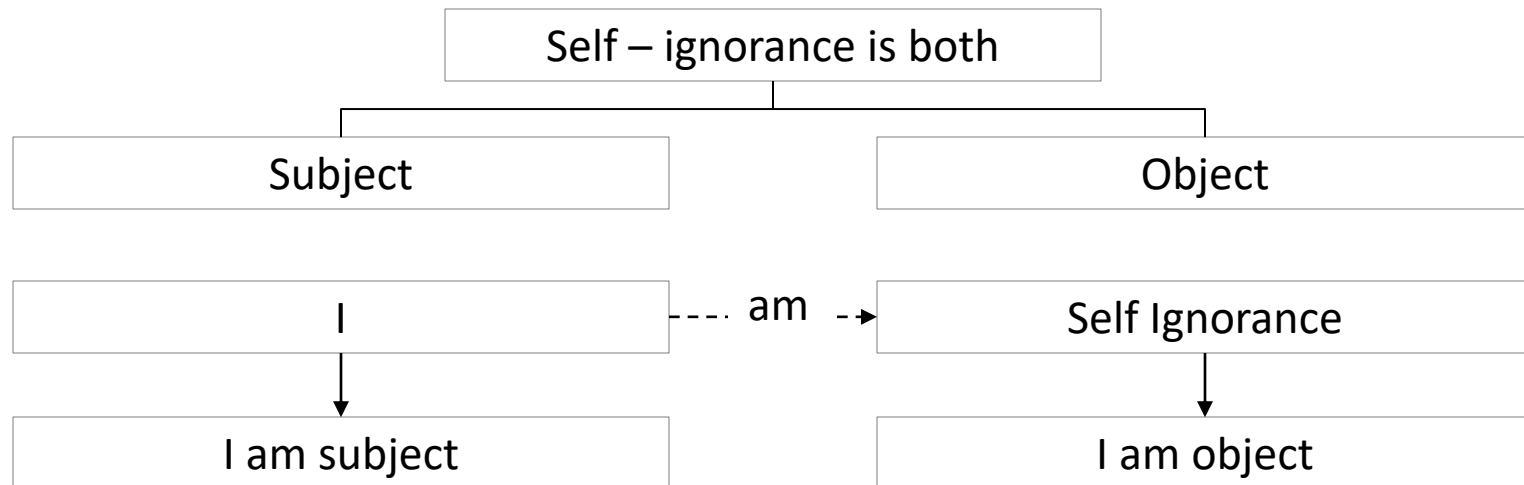 Self – ignorance is both
Subject
Object
I
am
Self Ignorance
I am subject
I am object